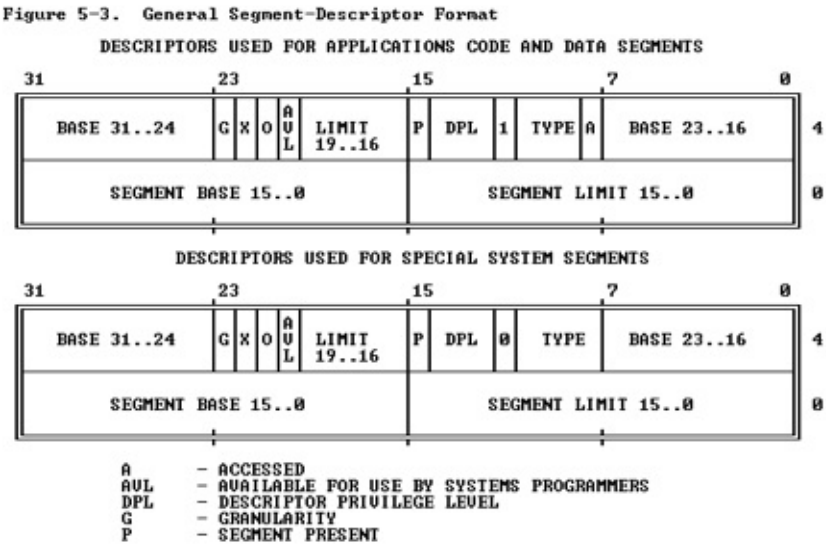 Figure 5-3.  General Segment-Descriptor Format
DESCRIPTORS USED FOR APPLICATIONS CODE AND DATA SEGMENTS
31 23 15 7 0
BASE 31..24 G X O AVL LIMIT 19..16 P DPL 1 TYPE A BASE 23..16 4
SEGMENT BASE 15..0 SEGMENT LIMIT 15..0 0
DESCRIPTORS USED FOR SPECIAL SYSTEM SEGMENTS
31 23 15 7 0
BASE 31..24 G X O AVL LIMIT 19..16 P DPL 0 TYPE BASE 23..16 4
SEGMENT BASE 15..0 SEGMENT LIMIT 15..0 0
A - ACCESSED
AVL - AVAILABLE FOR USE BY SYSTEMS PROGRAMMERS
DPL - DESCRIPTOR PRIVILEGE LEVEL
G - GRANULARITY
P - SEGMENT PRESENT